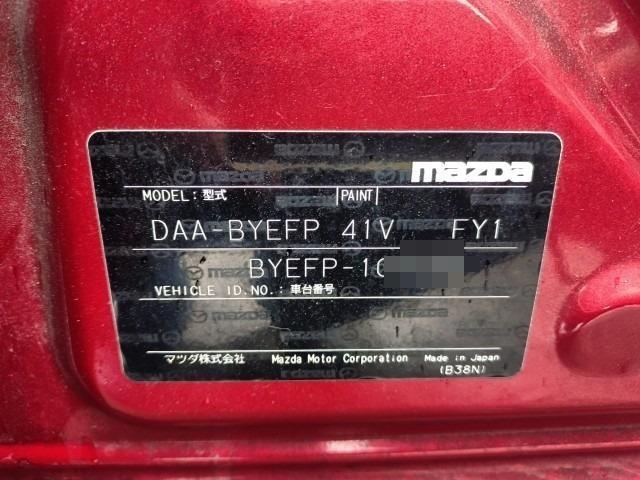 mazda
MODEL: 型式 PAINT
DAA-BYEFP 41V FY1
BYEFP-10
VEHICLE ID.NO.: 車台番号
マツダ株式会社 Mazda Motor Corporation Made in Japan
(B38N)